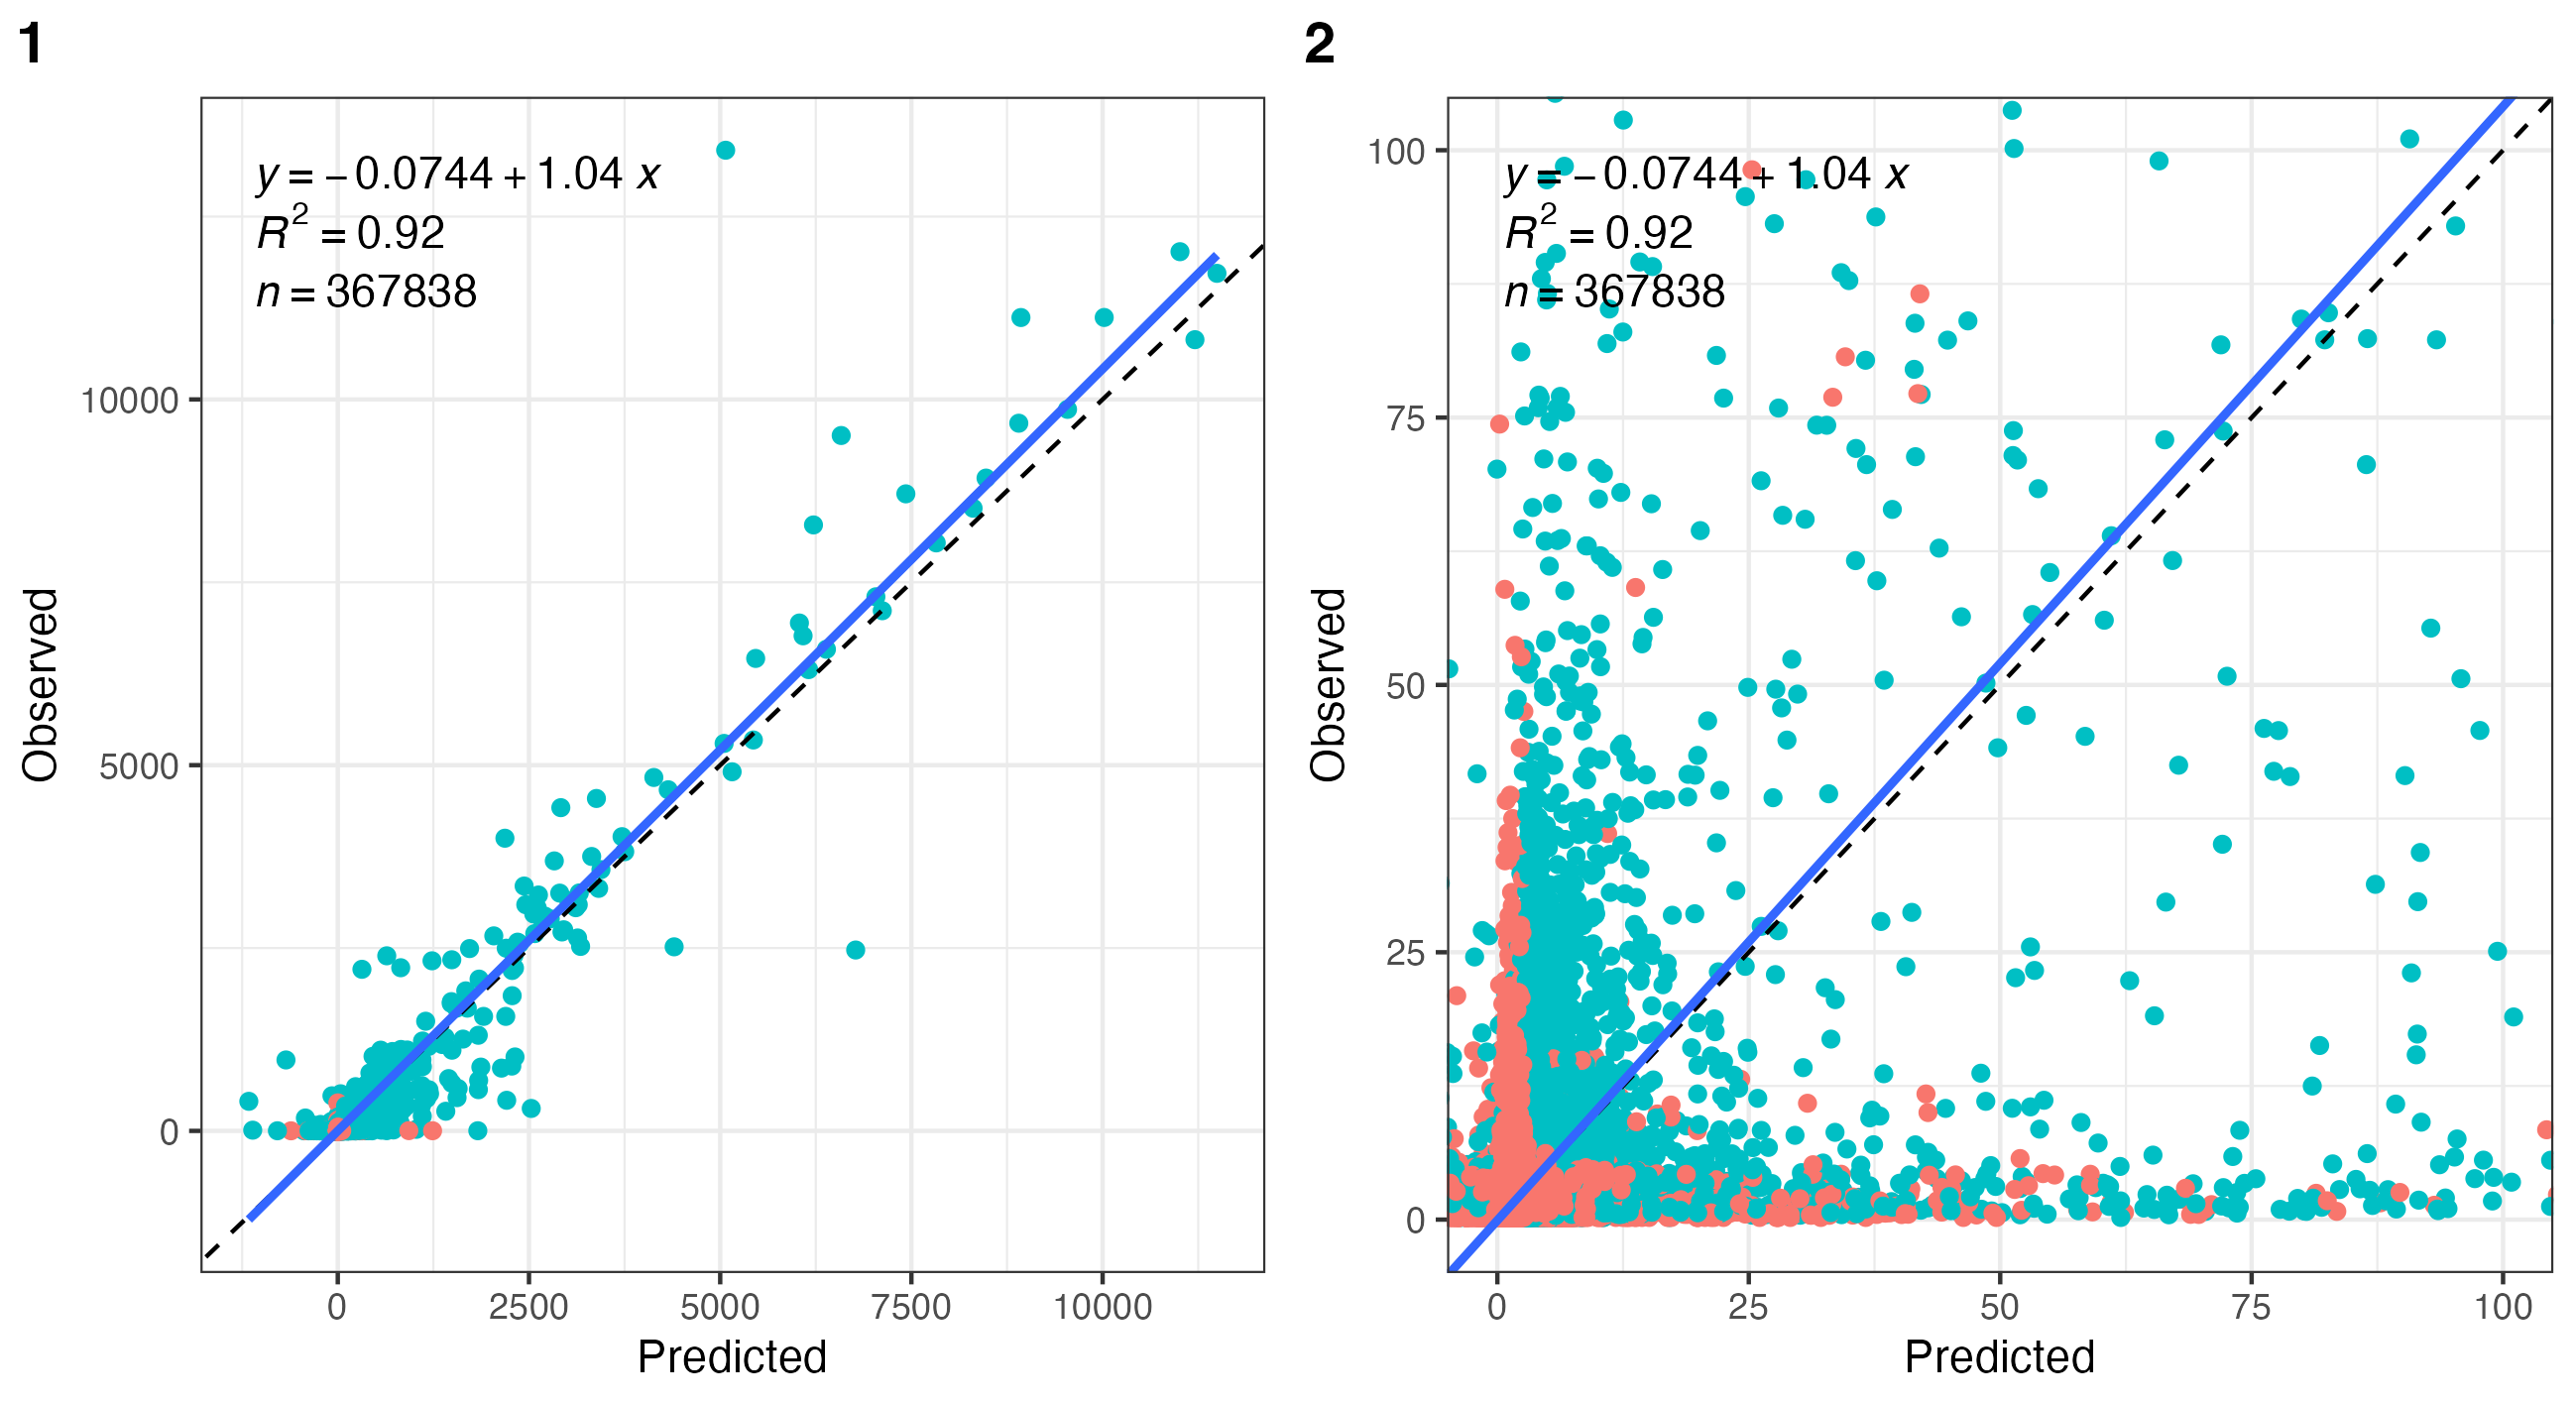 1
y = −0.0744 + 1.04 x
R² = 0.92
n = 367838
10000
5000
0
0 2500 5000 7500 10000
Predicted
Observed
2
y = −0.0744 + 1.04 x
R² = 0.92
n = 367838
100
75
50
25
0
0 25 50 75 100
Predicted
Observed